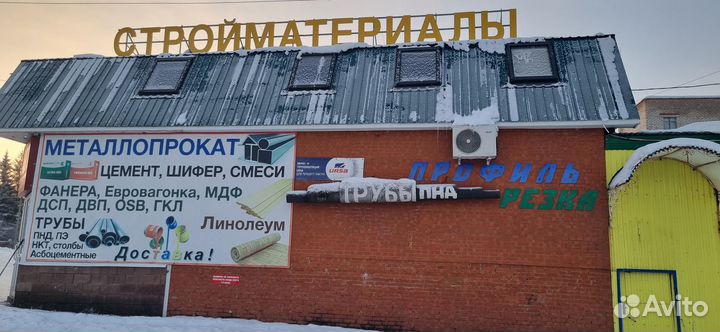 СТРОЙМАТЕРИАЛЫ
МЕТАЛЛОПРОКАТ
ЦЕМЕНТ, ШИФЕР, СМЕСИ
ФАНЕРА, Евровагонка, МДФ
ДСП, ДВП, OSB, ГКЛ
ТРУБЫ
ПНД, ПЭ
НКТ, столбы
Асбоцементные
Линолеум
Доставка!
URSA
ТРУБЫ ПНА
ПРОФИЛЬ
РЕЗКА
Avito